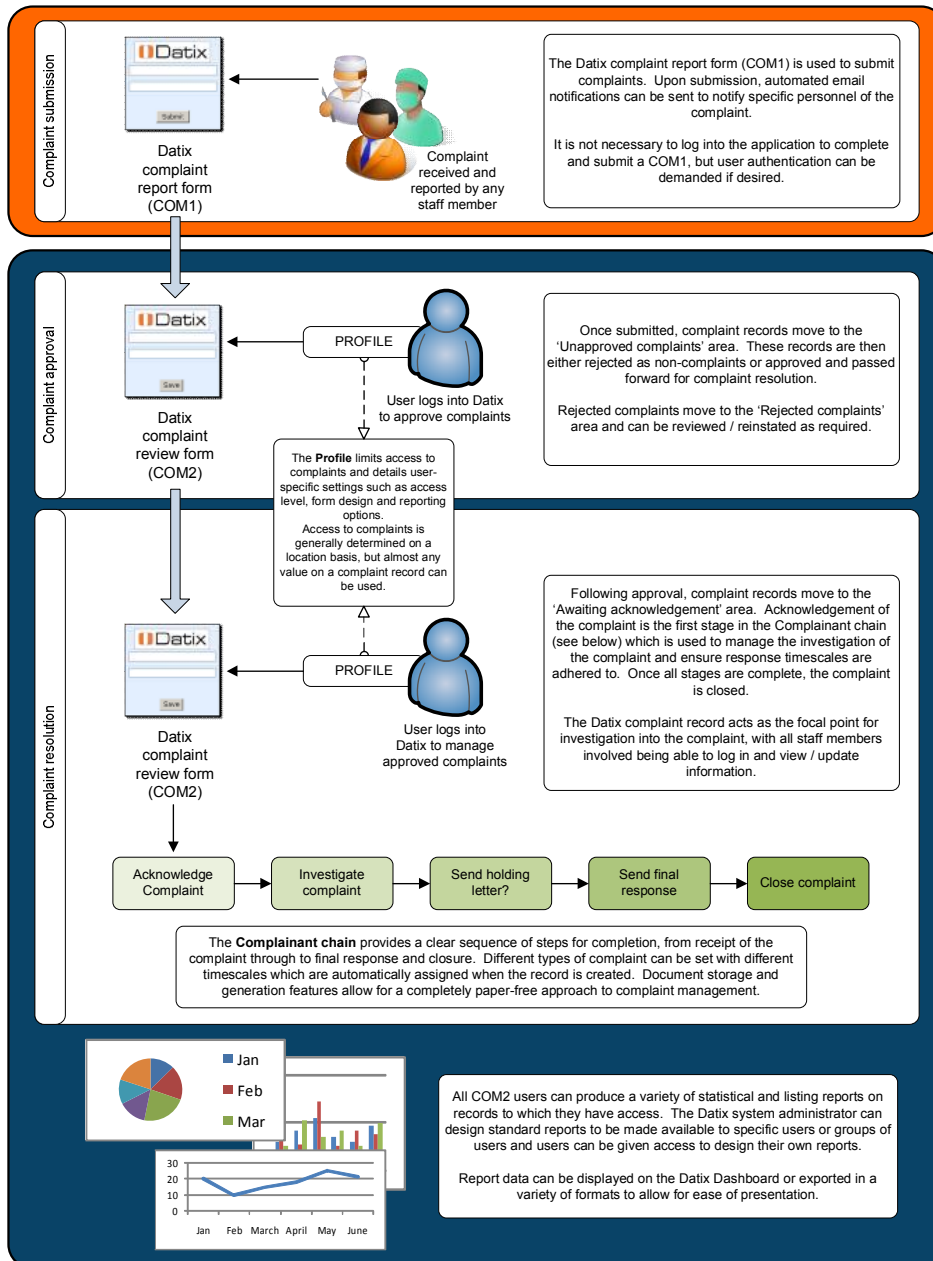 Complaint submission
Datix
Submit
Datix
complaint
report form
(COM1)
Complaint
received and
reported by any
staff member
The Datix complaint report form (COM1) is used to submit
complaints.  Upon submission, automated email
notifications can be sent to notify specific personnel of the
complaint.
It is not necessary to log into the application to complete
and submit a COM1, but user authentication can be
demanded if desired.
Complaint approval
Datix
Save
Datix
complaint
review form
(COM2)
PROFILE
User logs into Datix
to approve complaints
Once submitted, complaint records move to the
‘Unapproved complaints’ area.  These records are then
either rejected as non-complaints or approved and passed
forward for complaint resolution.
Rejected complaints move to the ‘Rejected complaints’
area and can be reviewed / reinstated as required.
The Profile limits access to
complaints and details user-
specific settings such as access
level, form design and reporting
options.
Access to complaints is
generally determined on a
location basis, but almost any
value on a complaint record can
be used.
Complaint resolution
Datix
Save
Datix
complaint
review form
(COM2)
PROFILE
User logs into
Datix to manage
approved complaints
Following approval, complaint records move to the
‘Awaiting acknowledgement’ area.  Acknowledgement of
the complaint is the first stage in the Complainant chain
(see below) which is used to manage the investigation
of the complaint and ensure response timescales are
adhered to.  Once all stages are complete, the complaint
is closed.
The Datix complaint record acts as the focal point for
investigation into the complaint, with all staff members
involved being able to log in and view / update
information.
Acknowledge
Complaint
Investigate
complaint
Send holding
letter?
Send final
response
Close complaint
The Complainant chain provides a clear sequence of steps for completion, from receipt of the
complaint through to final response and closure.  Different types of complaint can be set with different
timescales which are automatically assigned when the record is created.  Document storage and
generation features allow for a completely paper-free approach to complaint management.
Jan
Feb
Mar
30
20
10
0
Jan Feb March April May June
All COM2 users can produce a variety of statistical and listing reports on
records to which they have access.  The Datix system administrator can
design standard reports to be made available to specific users or groups of
users and users can be given access to design their own reports.
Report data can be displayed on the Datix Dashboard or exported in a
variety of formats to allow for ease of presentation.